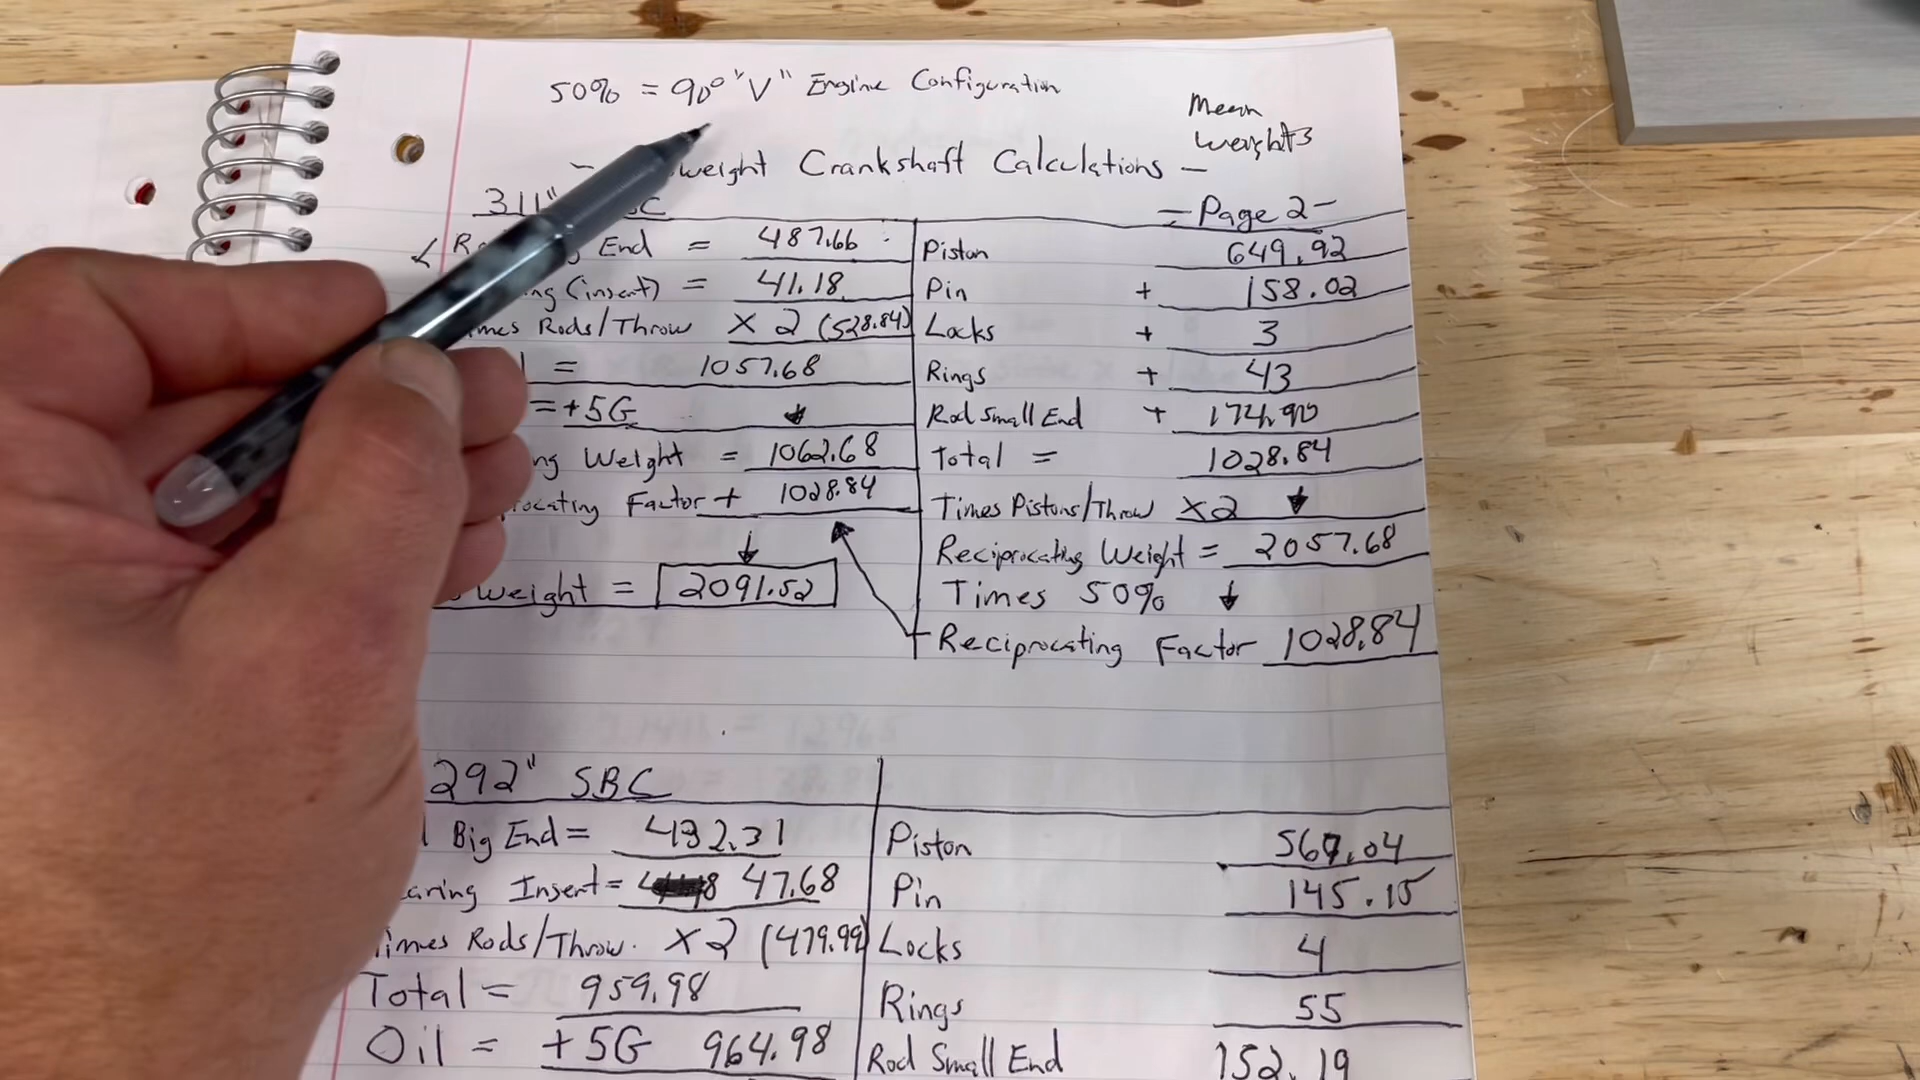 50% = 90° "V" Engine Configuration
Mean
weights
- weight Crankshaft Calculations -
= Page 2 -
311"
End = 487.66
(insert) = 41.18
Rods/Throw X 2 (528.84)
= 1057.68
= +5G
Weight = 1062.68
Factor + 1028.84
Weight = 2091.52
Piston 649.92
Pin + 158.02
Locks + 3
Rings + 43
Rod Small End + 174.90
Total = 1028.84
Times Pistons/Throw X2
Reciprocating Weight = 2057.68
Times 50%
Reciprocating Factor 1028.84
292" SBC
Big End = 432.31
Insert = 47.68
Times Rods/Throw. X2 (479.99)
Total = 959.98
Oil = +5G 964.98
Piston 567.04
Pin 145.15
Locks 4
Rings 55
Rod Small End 152.19